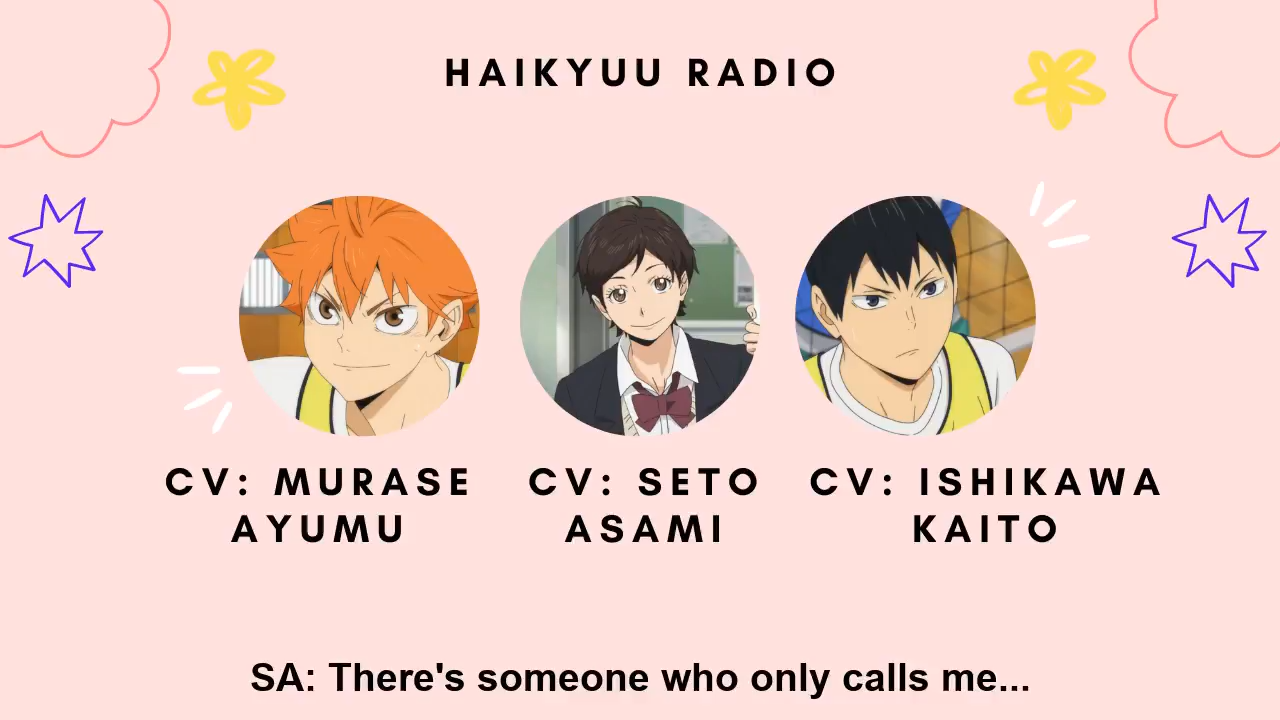 HAIKYUU RADIO
CV: MURASE
AYUMU
CV: SETO
ASAMI
CV: ISHIKAWA
KAITO
SA: There's someone who only calls me...